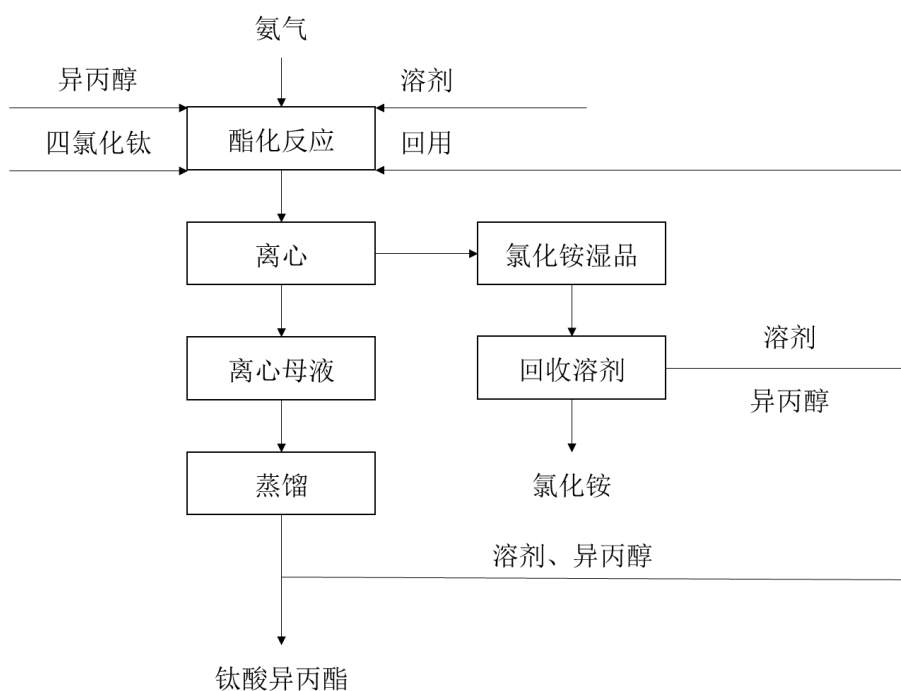 氨气
异丙醇
溶剂
四氯化钛
酯化反应
回用
离心
氯化铵湿品
离心母液
回收溶剂
溶剂
异丙醇
蒸馏
氯化铵
溶剂、异丙醇
钛酸异丙酯